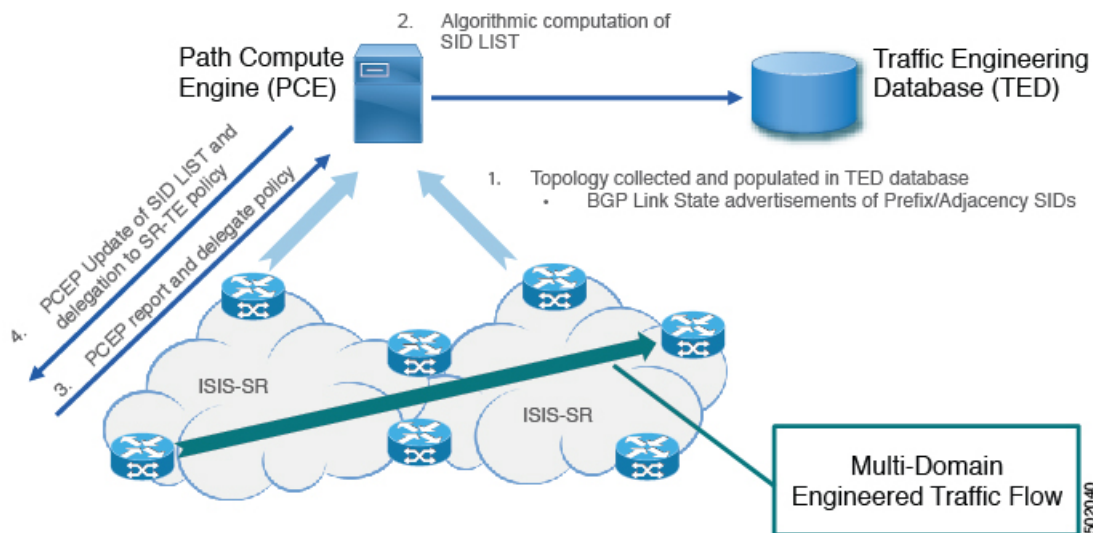 2. Algorithmic computation of
SID LIST
Path Compute
Engine (PCE)
Traffic Engineering
Database (TED)
1. Topology collected and populated in TED database
• BGP Link State advertisements of Prefix/Adjacency SIDs
4. PCEP Update of SID LIST and
delegation to SR-TE policy
3. PCEP report and delegate policy
ISIS-SR
ISIS-SR
Multi-Domain
Engineered Traffic Flow
502040